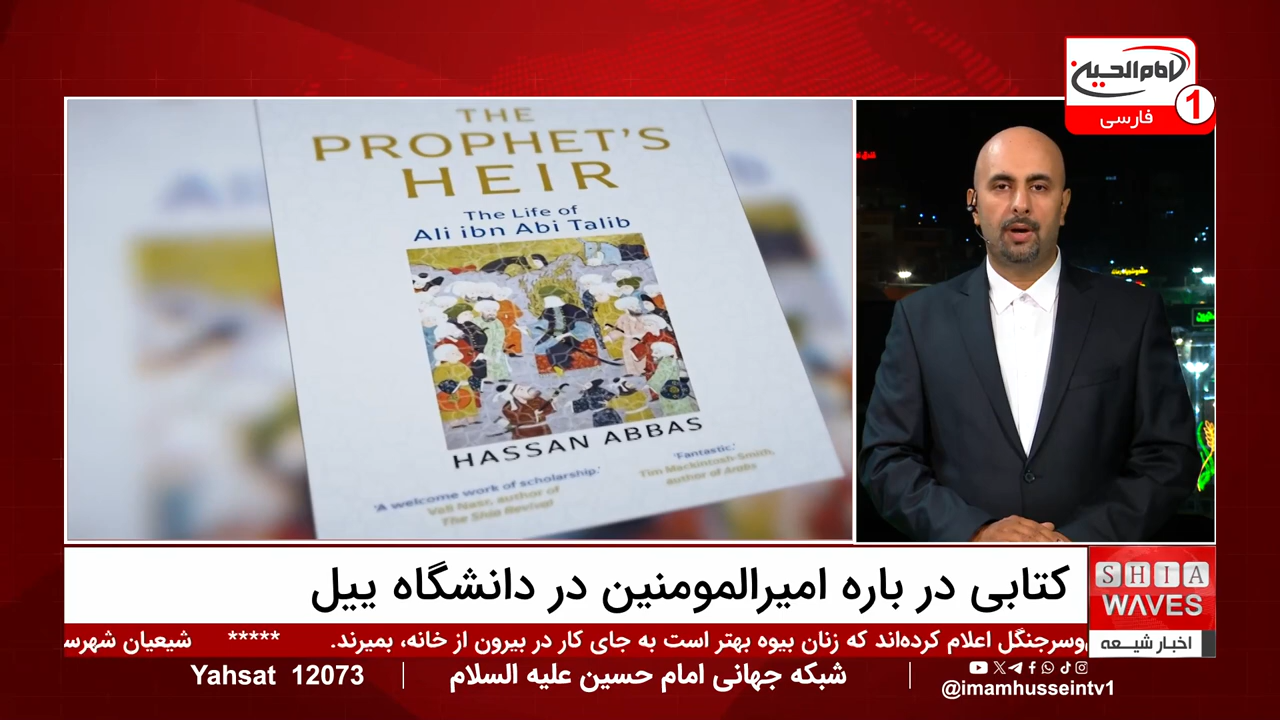 امام الحسین
1
فارسی
THE
PROPHET'S
HEIR
The Life of
Ali ibn Abi Talib
HASSAN ABBAS
'A welcome work of scholarship.'
Vali Nasr, author of
The Shia Revival
'Fantastic.'
Tim Mackintosh-Smith,
author of Arabs
کتابی در باره امیرالمومنین در دانشگاه ییل
SHIA
WAVES
اخبار شیعه
وسرجنگل اعلام کرده‌اند که زنان بیوه بهتر است به جای کار در بیرون از خانه، بمیرند. ***** شیعیان
شبکه جهانی امام حسین علیه السلام
Yahsat 12073
@imamhusseintv1